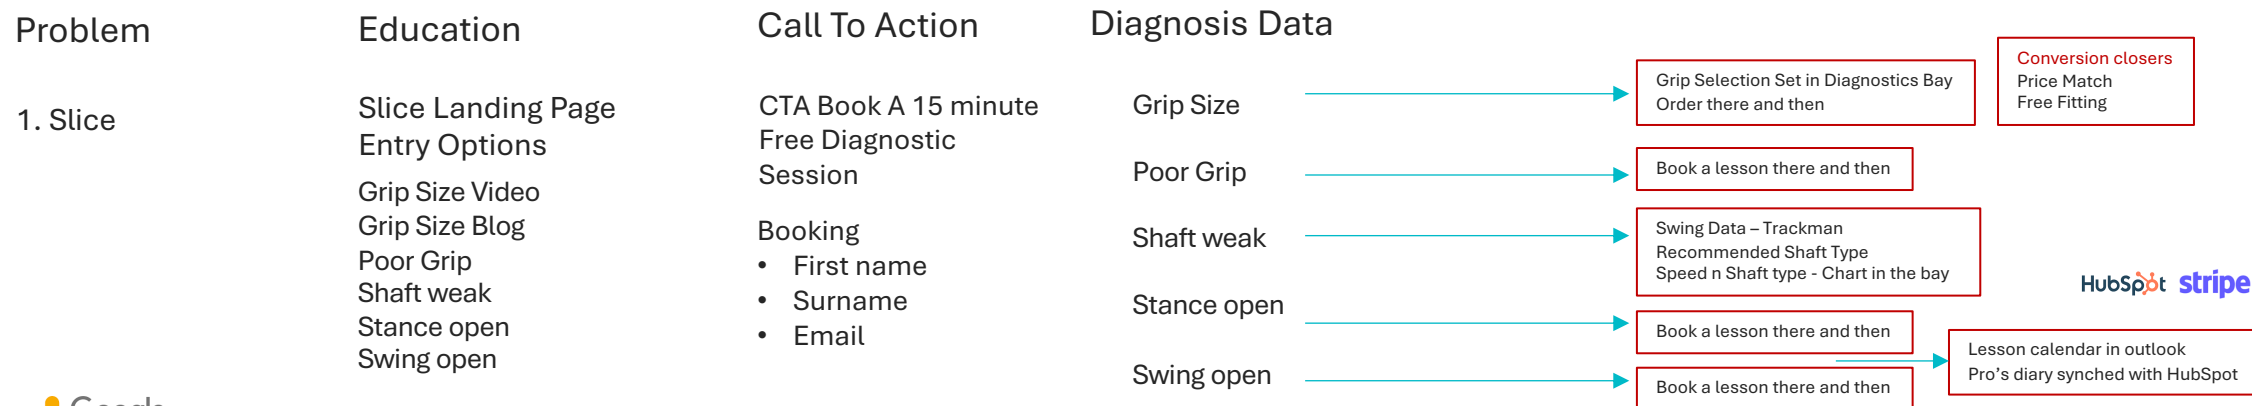 Problem
Education
Call To Action
Diagnosis Data
1. Slice
Slice Landing Page
Entry Options
Grip Size Video
Grip Size Blog
Poor Grip
Shaft weak
Stance open
Swing open
CTA Book A 15 minute
Free Diagnostic
Session
Booking
• First name
• Surname
• Email
Grip Size
Poor Grip
Shaft weak
Stance open
Swing open
Grip Selection Set in Diagnostics Bay
Order there and then
Conversion closers
Price Match
Free Fitting
Book a lesson there and then
Swing Data – Trackman
Recommended Shaft Type
Speed n Shaft type - Chart in the bay
HubSpot stripe
Book a lesson there and then
Lesson calendar in outlook
Pro's diary synched with HubSpot
Book a lesson there and then